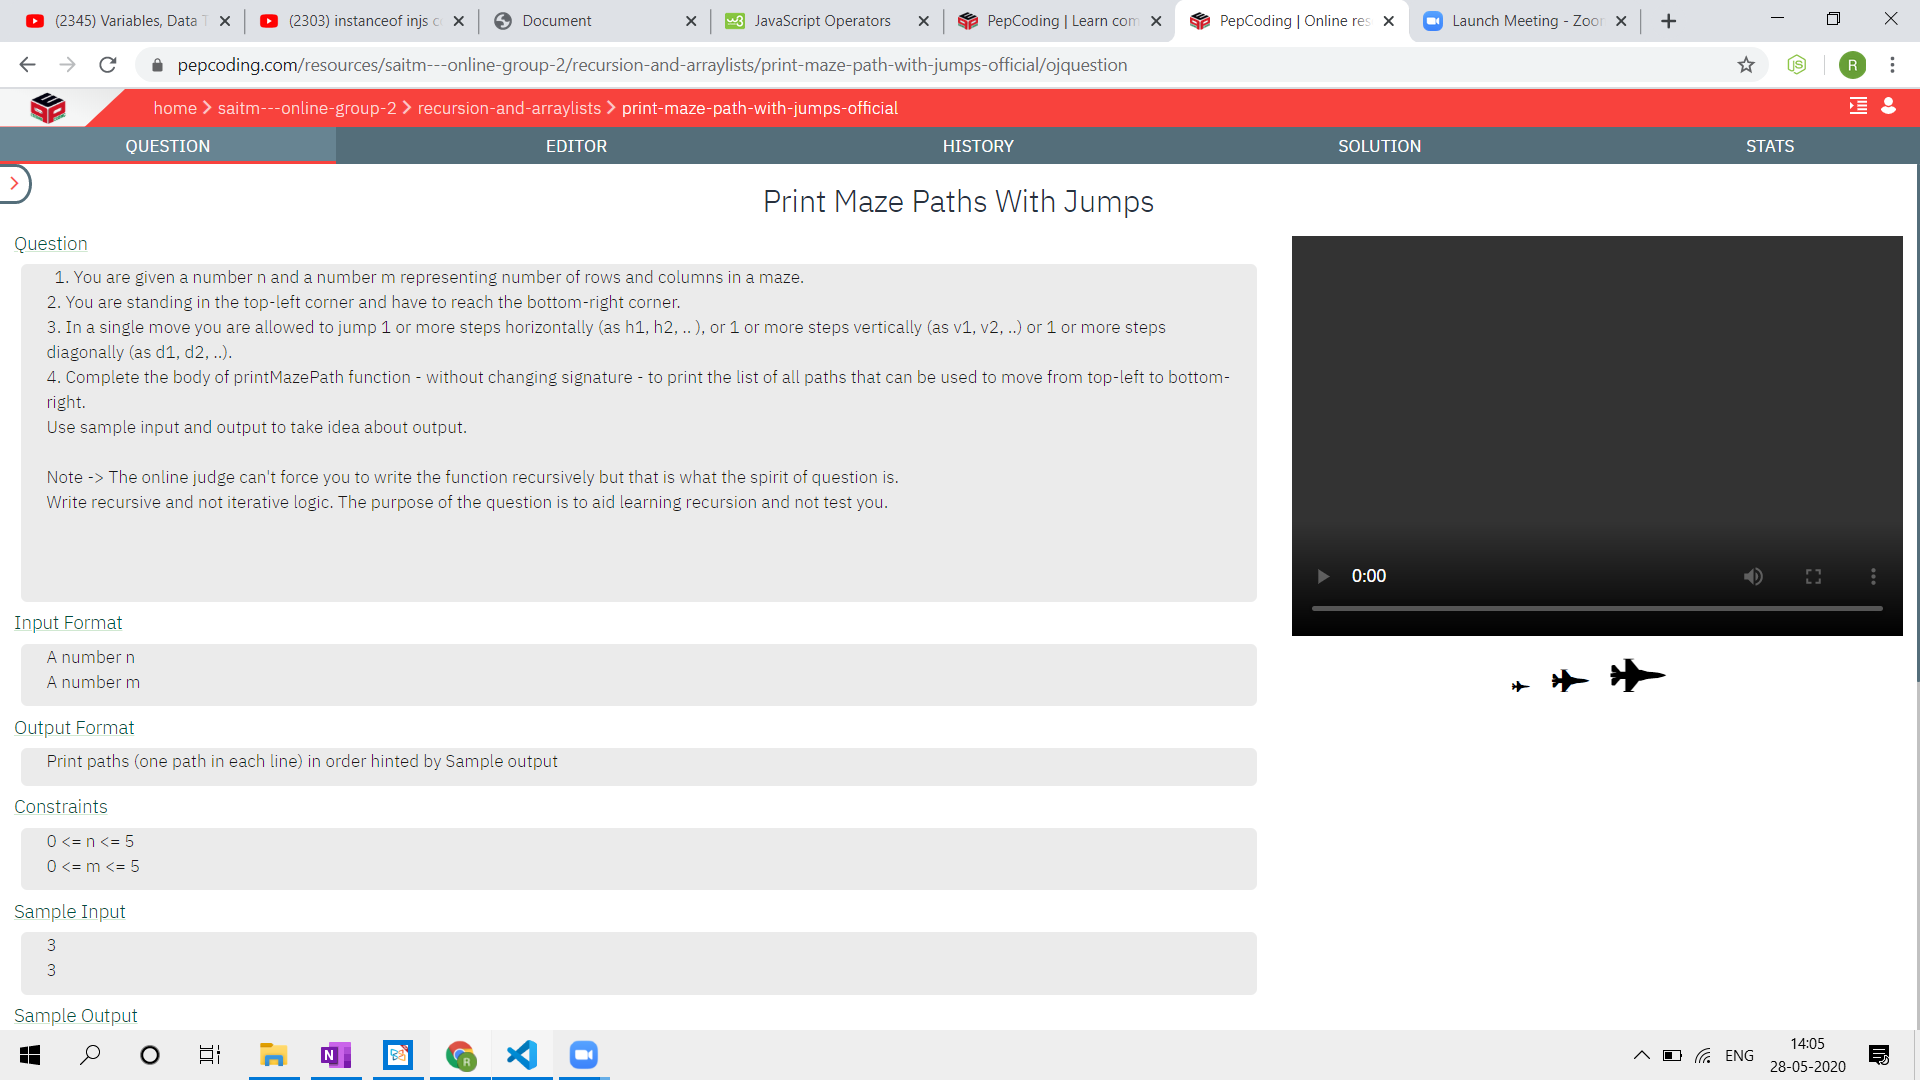 (2345) Variables, Data T
(2303) instanceof injs c
Document
JavaScript Operators
PepCoding | Learn com
PepCoding | Online res
Launch Meeting - Zoo
pepcoding.com/resources/saitm---online-group-2/recursion-and-arraylists/print-maze-path-with-jumps-official/ojquestion
R
home > saitm---online-group-2 > recursion-and-arraylists > print-maze-path-with-jumps-official
QUESTION
EDITOR
HISTORY
SOLUTION
STATS
Print Maze Paths With Jumps
Question
1. You are given a number n and a number m representing number of rows and columns in a maze.
2. You are standing in the top-left corner and have to reach the bottom-right corner.
3. In a single move you are allowed to jump 1 or more steps horizontally (as h1, h2, .. ), or 1 or more steps vertically (as v1, v2, ..) or 1 or more steps
diagonally (as d1, d2, ..).
4. Complete the body of printMazePath function - without changing signature - to print the list of all paths that can be used to move from top-left to bottom-
right.
Use sample input and output to take idea about output.
Note -> The online judge can't force you to write the function recursively but that is what the spirit of question is.
Write recursive and not iterative logic. The purpose of the question is to aid learning recursion and not test you.
0:00
Input Format
A number n
A number m
Output Format
Print paths (one path in each line) in order hinted by Sample output
Constraints
0 <= n <= 5
0 <= m <= 5
Sample Input
3
3
Sample Output
ENG
14:05
28-05-2020